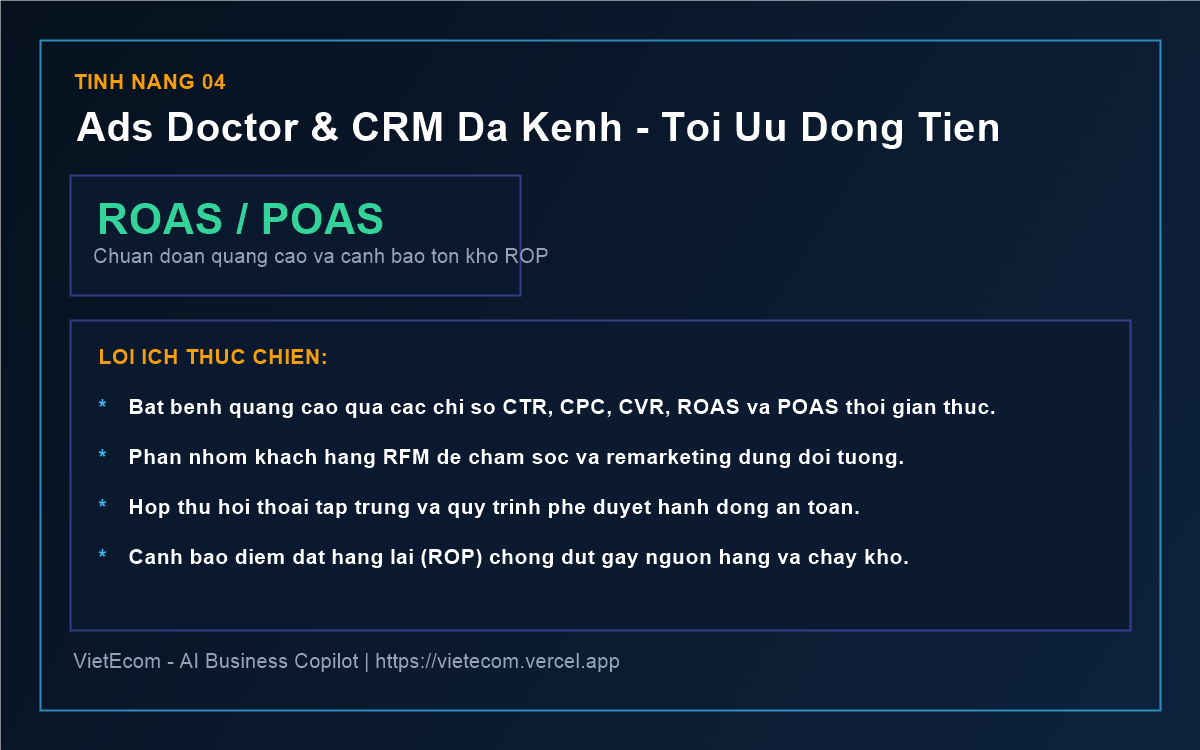 TINH NANG 04
Ads Doctor & CRM Da Kenh - Toi Uu Dong Tien
ROAS / POAS
Chuan doan quang cao va canh bao ton kho ROP
LOI ICH THUC CHIEN:
* Bat benh quang cao qua cac chi so CTR, CPC, CVR, ROAS va POAS thoi gian thuc.
* Phan nhom khach hang RFM de cham soc va remarketing dung doi tuong.
* Hop thu hoi thoai tap trung va quy trinh phe duyet hanh dong an toan.
* Canh bao diem dat hang lai (ROP) chong dut gay nguon hang va chay kho.
VietEcom - AI Business Copilot | https://vietecom.vercel.app